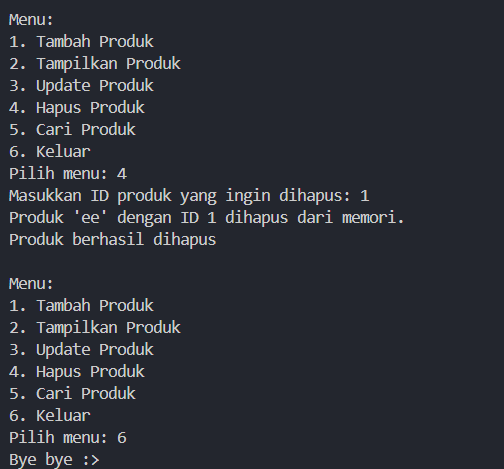 Menu:
1. Tambah Produk
2. Tampilkan Produk
3. Update Produk
4. Hapus Produk
5. Cari Produk
6. Keluar
Pilih menu: 4
Masukkan ID produk yang ingin dihapus: 1
Produk 'ee' dengan ID 1 dihapus dari memori.
Produk berhasil dihapus
Menu:
1. Tambah Produk
2. Tampilkan Produk
3. Update Produk
4. Hapus Produk
5. Cari Produk
6. Keluar
Pilih menu: 6
Bye bye :>